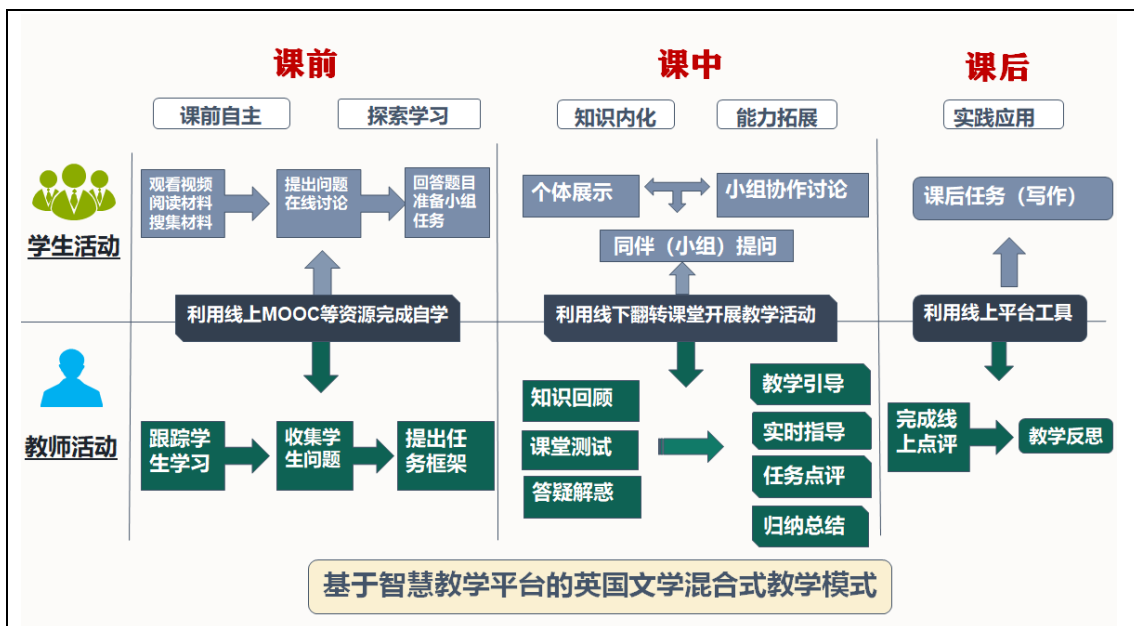 课前
课中
课后
课前自主
探索学习
知识内化
能力拓展
实践应用
学生活动
观看视频
阅读材料
搜集材料
提出问题
在线讨论
回答题目
准备小组
任务
个体展示
小组协作讨论
同伴（小组）提问
课后任务（写作）
利用线上MOOC等资源完成自学
利用线下翻转课堂开展教学活动
利用线上平台工具
教师活动
跟踪学
生学习
收集学
生问题
提出任
务框架
知识回顾
课堂测试
答疑解惑
教学引导
实时指导
任务点评
归纳总结
完成线
上点评
教学反思
基于智慧教学平台的英国文学混合式教学模式